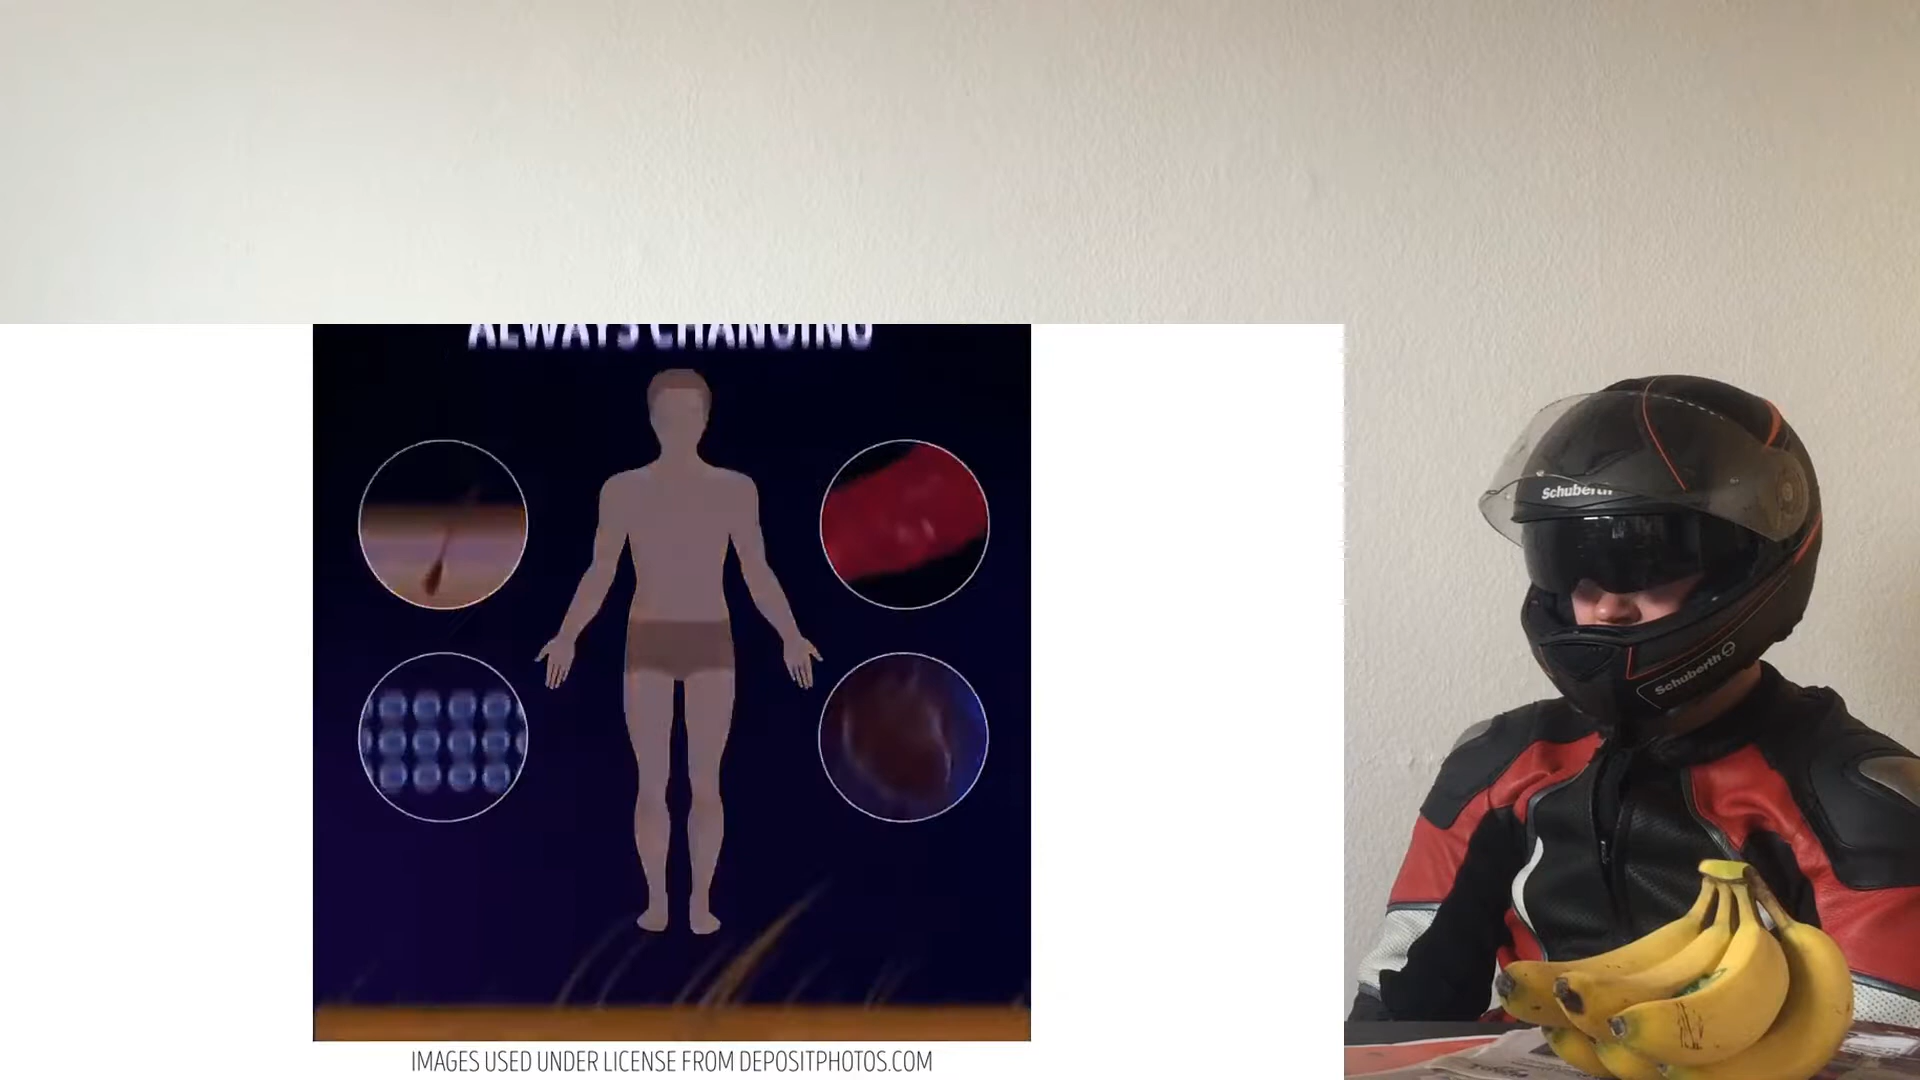 ALWAYS CHANGING
Schuberth
Schuberth
IMAGES USED UNDER LICENSE FROM DEPOSITPHOTOS.COM